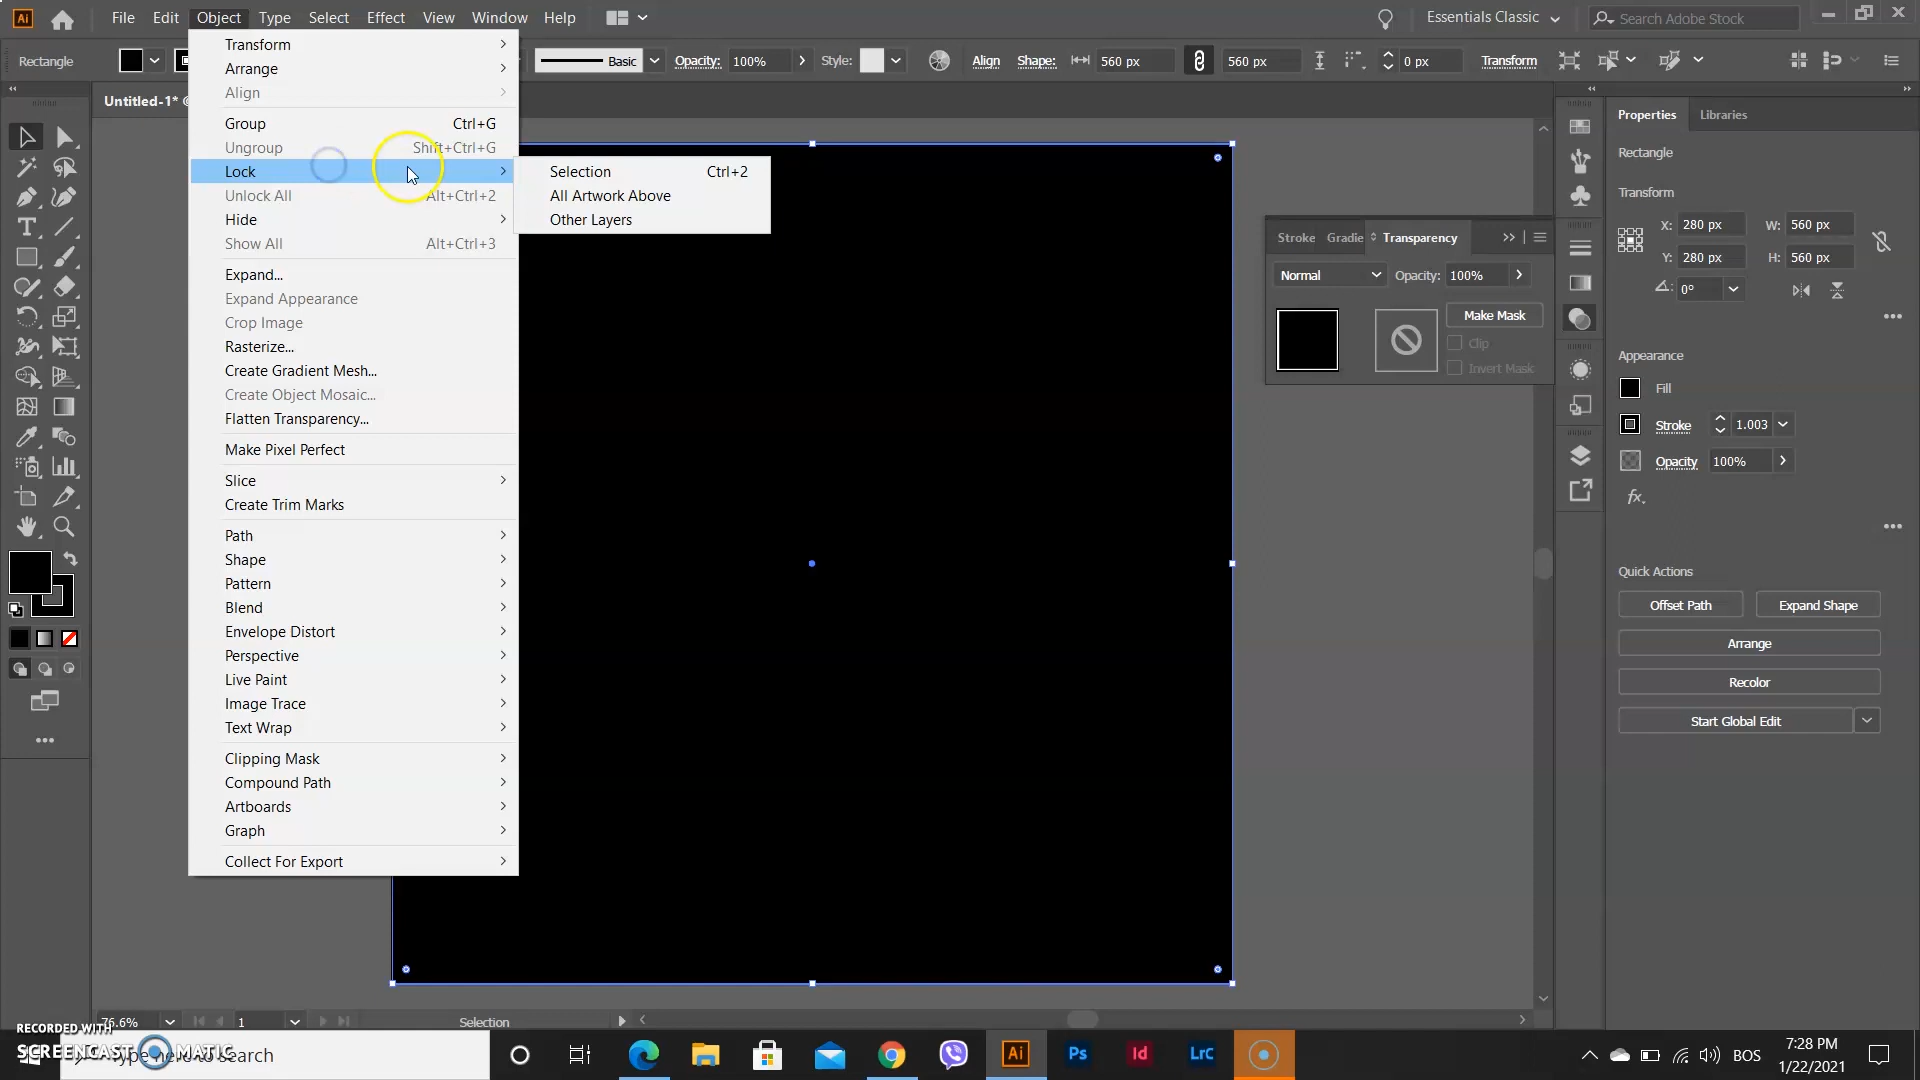 Ai File Edit Object Type Select Effect View Window Help Essentials Classic Search Adobe Stock
Rectangle Basic Opacity: 100% Style: Align Shape: 560 px 560 px 0 px Transform
Untitled-1*
Transform
Arrange
Align
Group Ctrl+G
Ungroup Shift+Ctrl+G
Lock
Unlock All Alt+Ctrl+2
Hide
Show All Alt+Ctrl+3
Expand...
Expand Appearance
Crop Image
Rasterize...
Create Gradient Mesh...
Create Object Mosaic...
Flatten Transparency...
Make Pixel Perfect
Slice
Create Trim Marks
Path
Shape
Pattern
Blend
Envelope Distort
Perspective
Live Paint
Image Trace
Text Wrap
Clipping Mask
Compound Path
Artboards
Graph
Collect For Export
Selection Ctrl+2
All Artwork Above
Other Layers
Stroke Gradie Transparency
Normal Opacity: 100%
Make Mask
Clip
Invert Mask
Properties Libraries
Rectangle
Transform
X: 280 px W: 560 px
Y: 280 px H: 560 px
0°
Appearance
Fill
Stroke 1.003
Opacity 100%
fx.
Quick Actions
Offset Path Expand Shape
Arrange
Recolor
Start Global Edit
76.6% 1 Selection
RECORDED WITH
SCREENCAST MATIC
Type here to search
Ai Ps Id LrC BOS
7:28 PM
1/22/2021